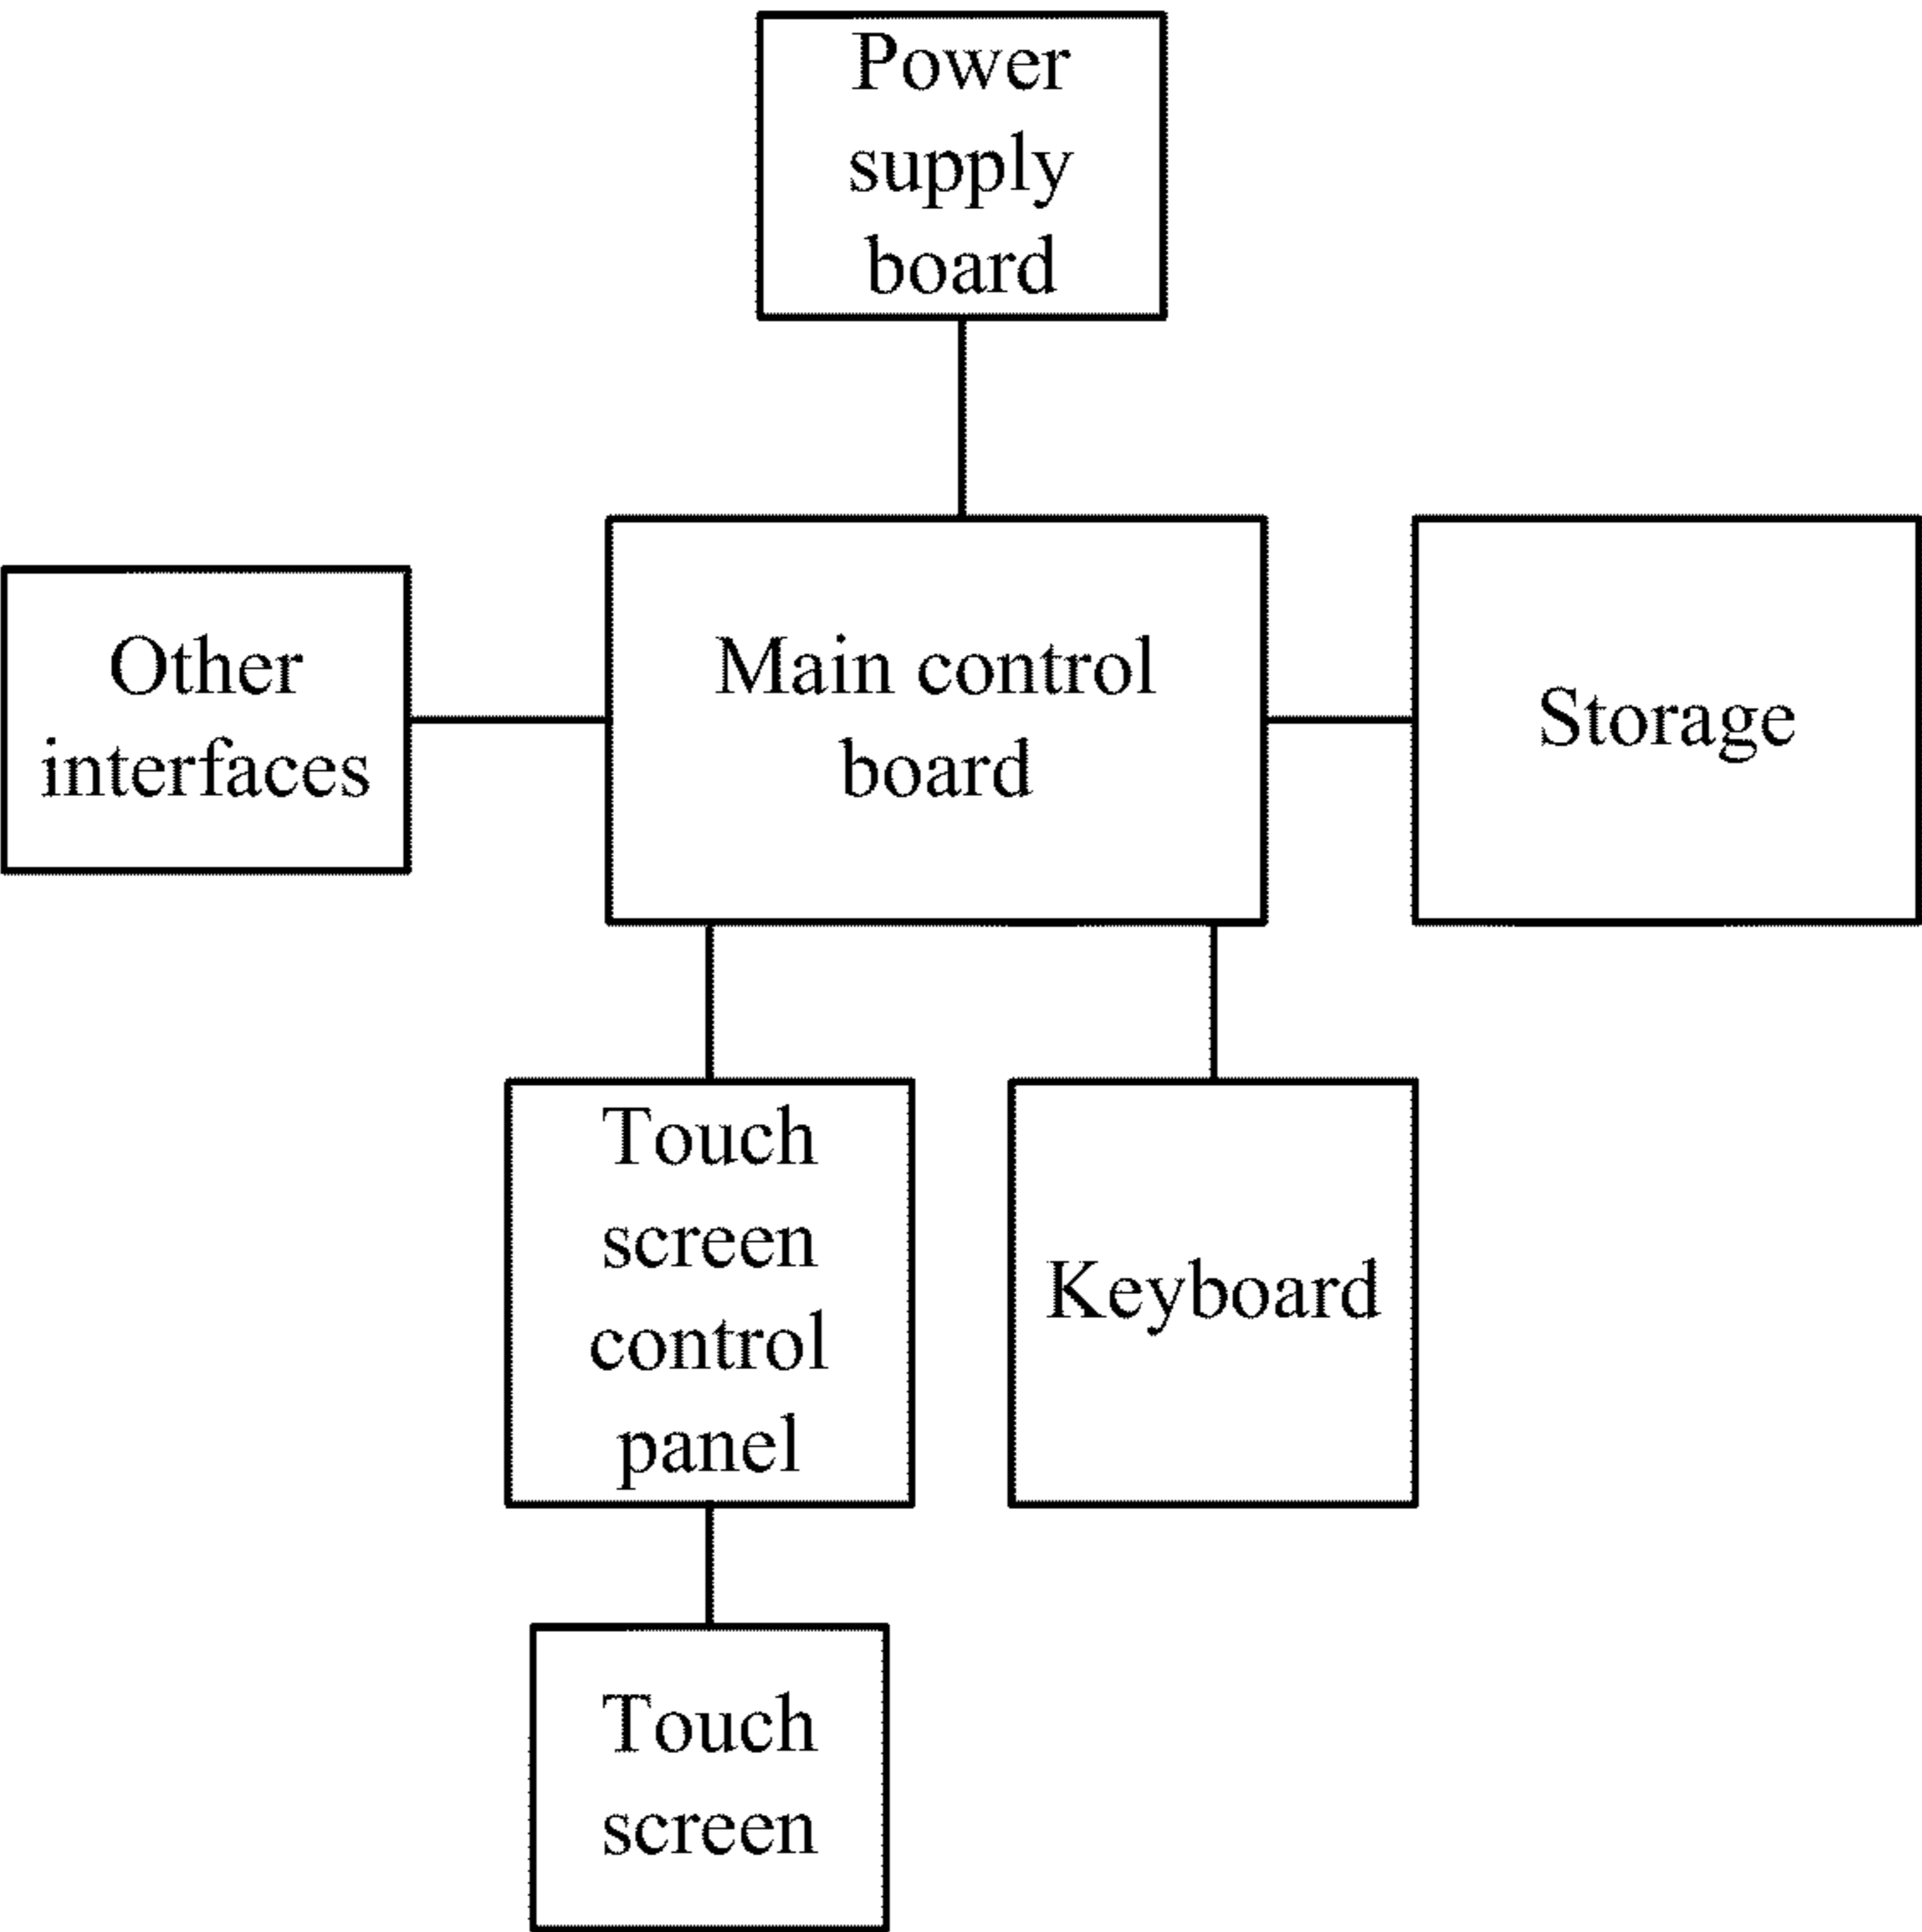 Power
supply
board
Other
interfaces
Main control
board
Storage
Touch
screen
control
panel
Keyboard
Touch
screen